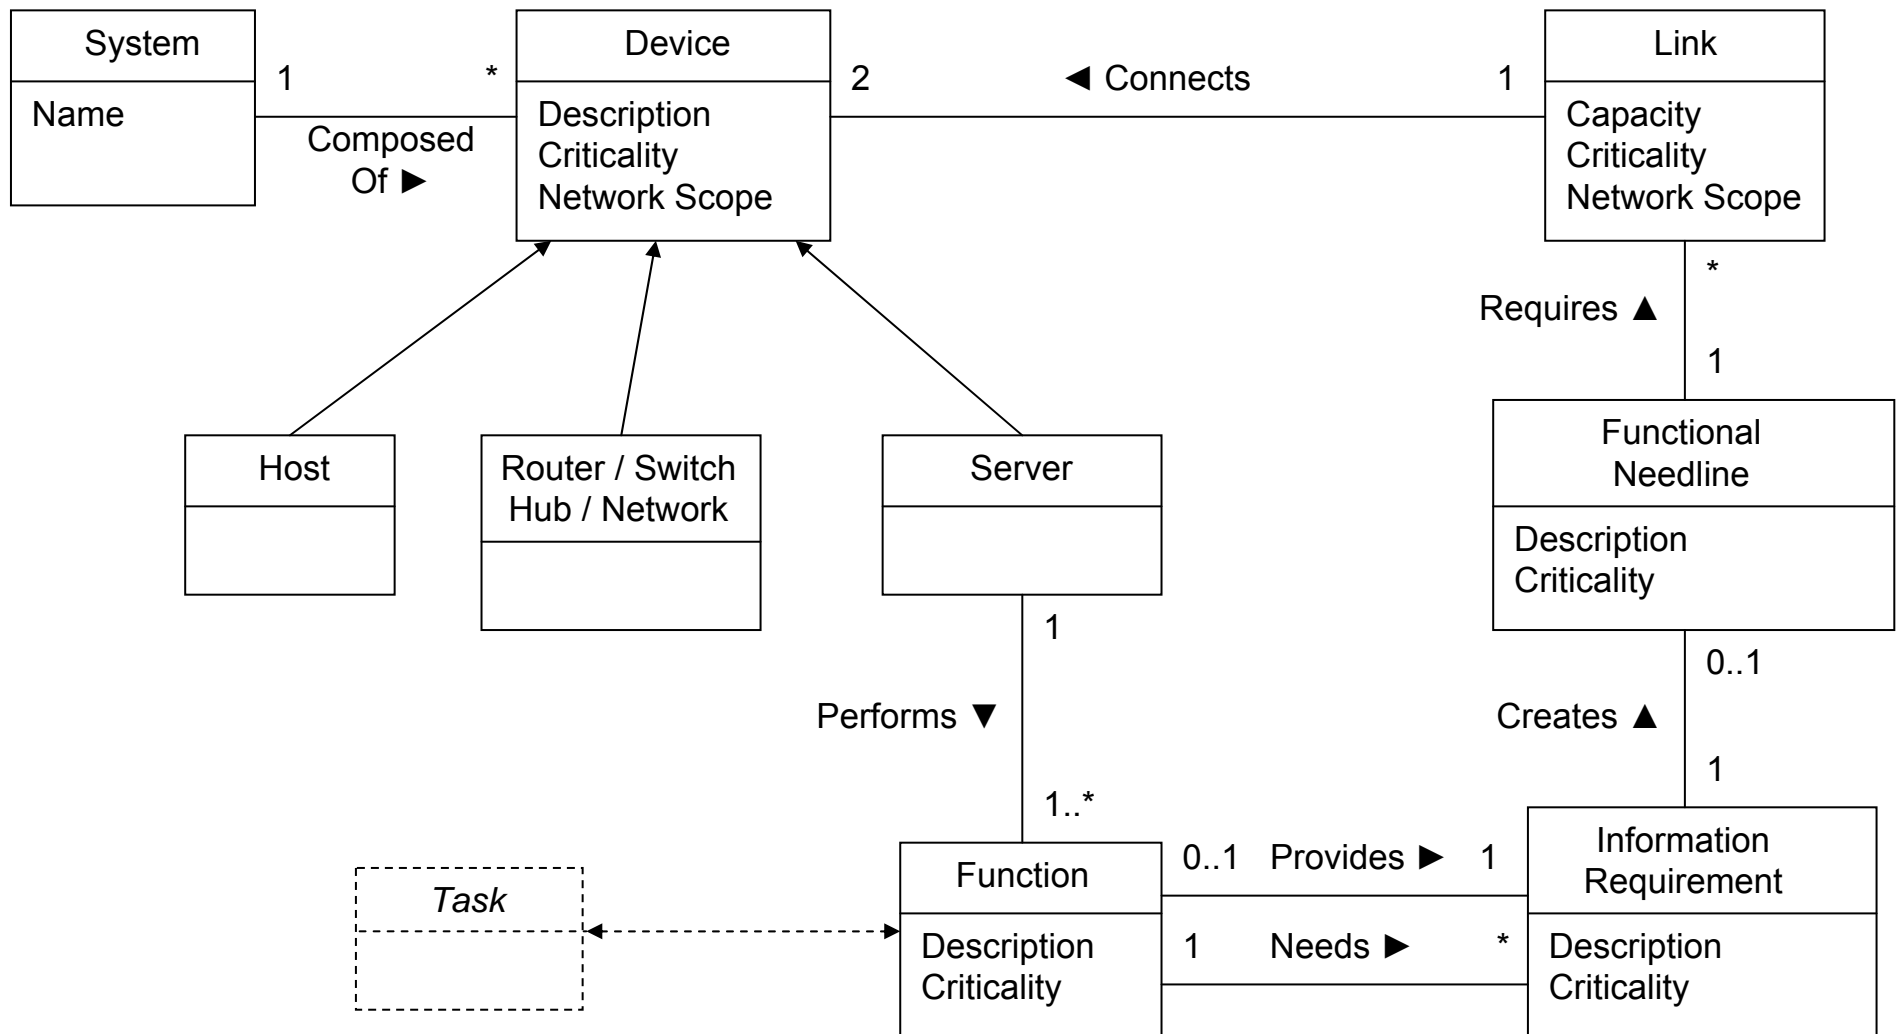 System
Name
1
*
Composed
Of ►
Device
Description
Criticality
Network Scope
2
◄ Connects
1
Link
Capacity
Criticality
Network Scope
*
Requires ▲
1
Host
Router / Switch
Hub / Network
Server
Functional
Needline
Description
Criticality
1
0..1
Performs ▼
Creates ▲
1..*
1
Task
Function
Description
Criticality
0..1 Provides ► 1
1 Needs ► *
Information
Requirement
Description
Criticality